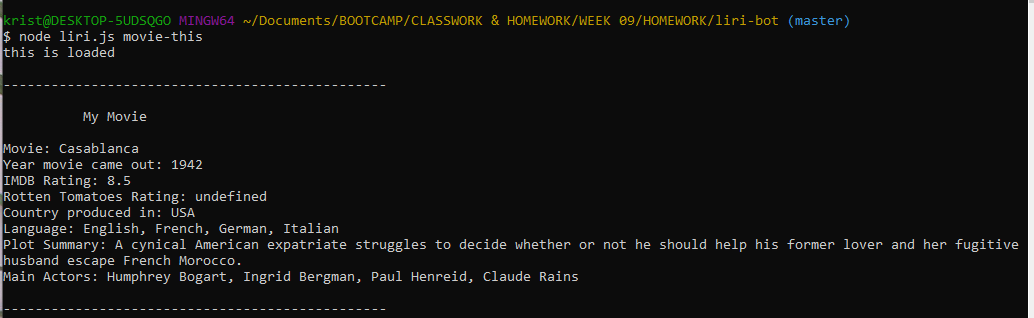 krist@DESKTOP-5UDSQGO MINGW64 ~/Documents/BOOTCAMP/CLASSWORK & HOMEWORK/WEEK 09/HOMEWORK/liri-bot (master)
$ node liri.js movie-this
this is loaded
------------------------------------------------
My Movie
Movie: Casablanca
Year movie came out: 1942
IMDB Rating: 8.5
Rotten Tomatoes Rating: undefined
Country produced in: USA
Language: English, French, German, Italian
Plot Summary: A cynical American expatriate struggles to decide whether or not he should help his former lover and her fugitive
husband escape French Morocco.
Main Actors: Humphrey Bogart, Ingrid Bergman, Paul Henreid, Claude Rains
------------------------------------------------